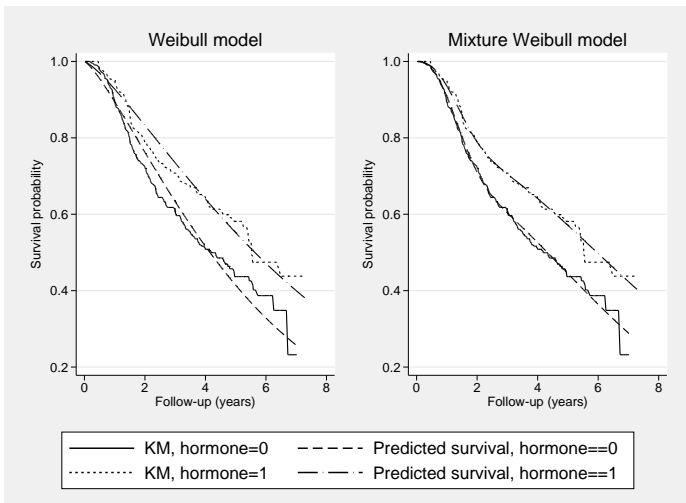 Weibull model
Mixture Weibull model
1.0
0.8
0.6
0.4
0.2
Survival probability
0
2
4
6
8
Follow-up (years)
1.0
0.8
0.6
0.4
0.2
Survival probability
0
2
4
6
8
Follow-up (years)
KM, hormone=0
Predicted survival, hormone==0
KM, hormone=1
Predicted survival, hormone==1